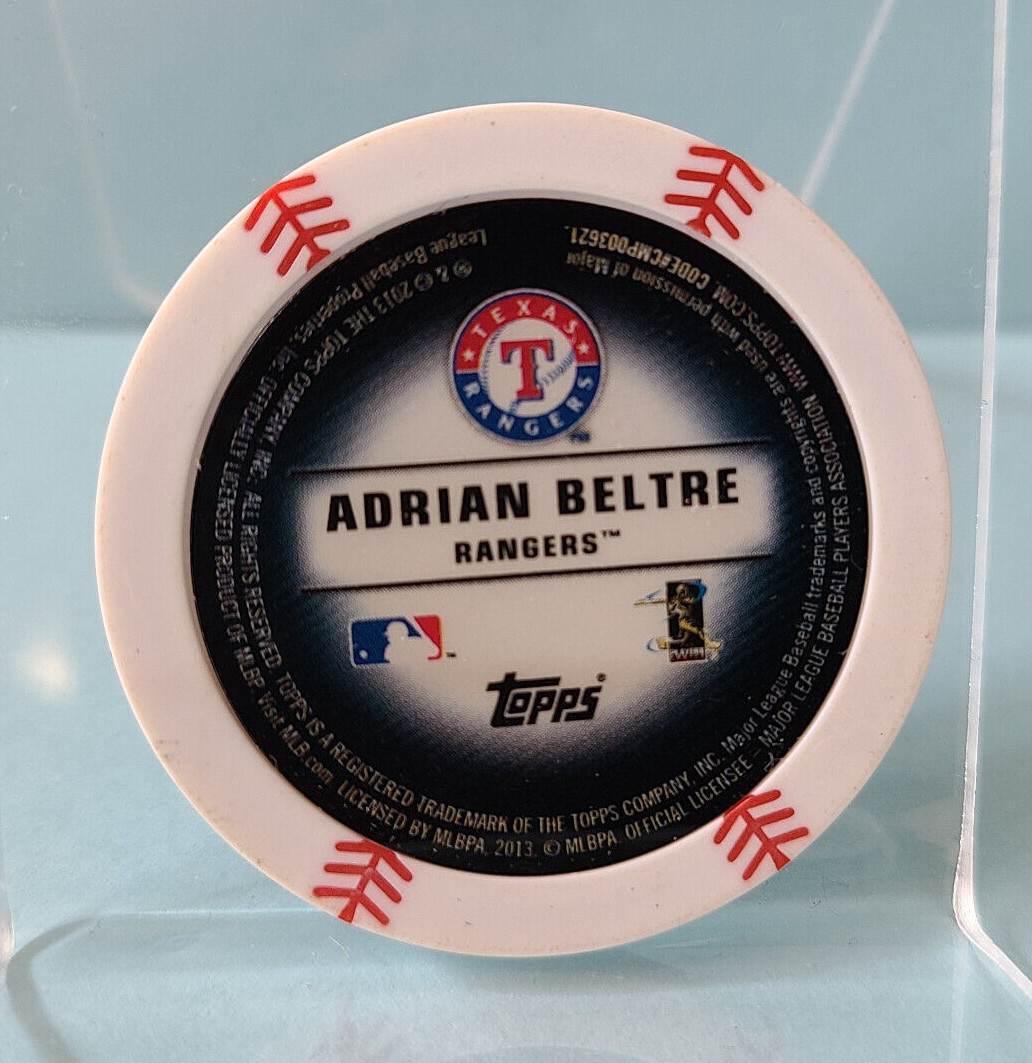 TEXAS
T
RANGERS
TM
ADRIAN BELTRE
RANGERS™
TOPPS®
® & © 2013 THE TOPPS COMPANY, INC. ALL RIGHTS RESERVED. TOPPS IS A REGISTERED TRADEMARK OF THE TOPPS COMPANY, INC. Major League Baseball trademarks and copyrights are used with permission of Major
League Baseball Properties, Inc. OFFICIALLY LICENSED PRODUCT OF MLBP. Visit MLB.com LICENSED BY MLBPA, 2013. © MLBPA. OFFICIAL LICENSEE – MAJOR LEAGUE BASEBALL PLAYERS ASSOCIATION WWW.TOPPS.COM. CODE#CMP003621.